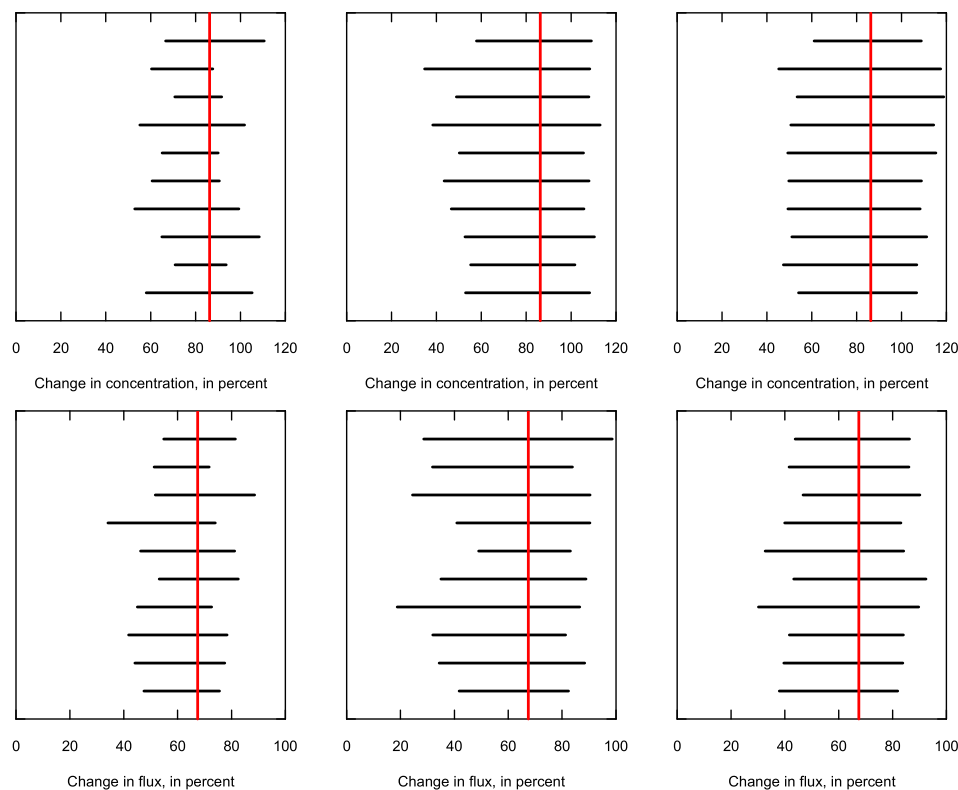 0 20 40 60 80 100 120 0 20 40 60 80 100 120 0 20 40 60 80 100 120
Change in concentration, in percent Change in concentration, in percent Change in concentration, in percent
0 20 40 60 80 100 0 20 40 60 80 100 0 20 40 60 80 100
Change in flux, in percent Change in flux, in percent Change in flux, in percent